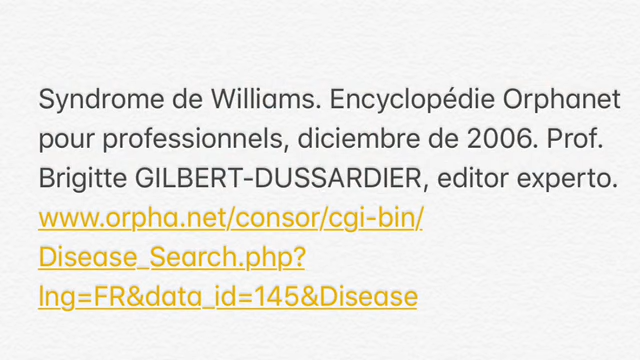 Syndrome de Williams. Encyclopédie Orphanet
pour professionnels, diciembre de 2006. Prof.
Brigitte GILBERT-DUSSARDIER, editor experto.
www.orpha.net/consor/cgi-bin/
Disease_Search.php?
lng=FR&data_id=145&Disease